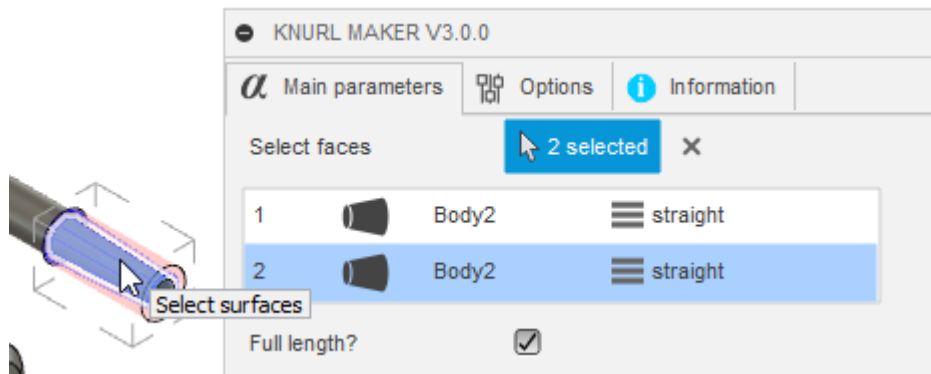 KNURL MAKER V3.0.0
α Main parameters Options i Information
Select faces 2 selected
1 Body2 straight
2 Body2 straight
Select surfaces
Full length?